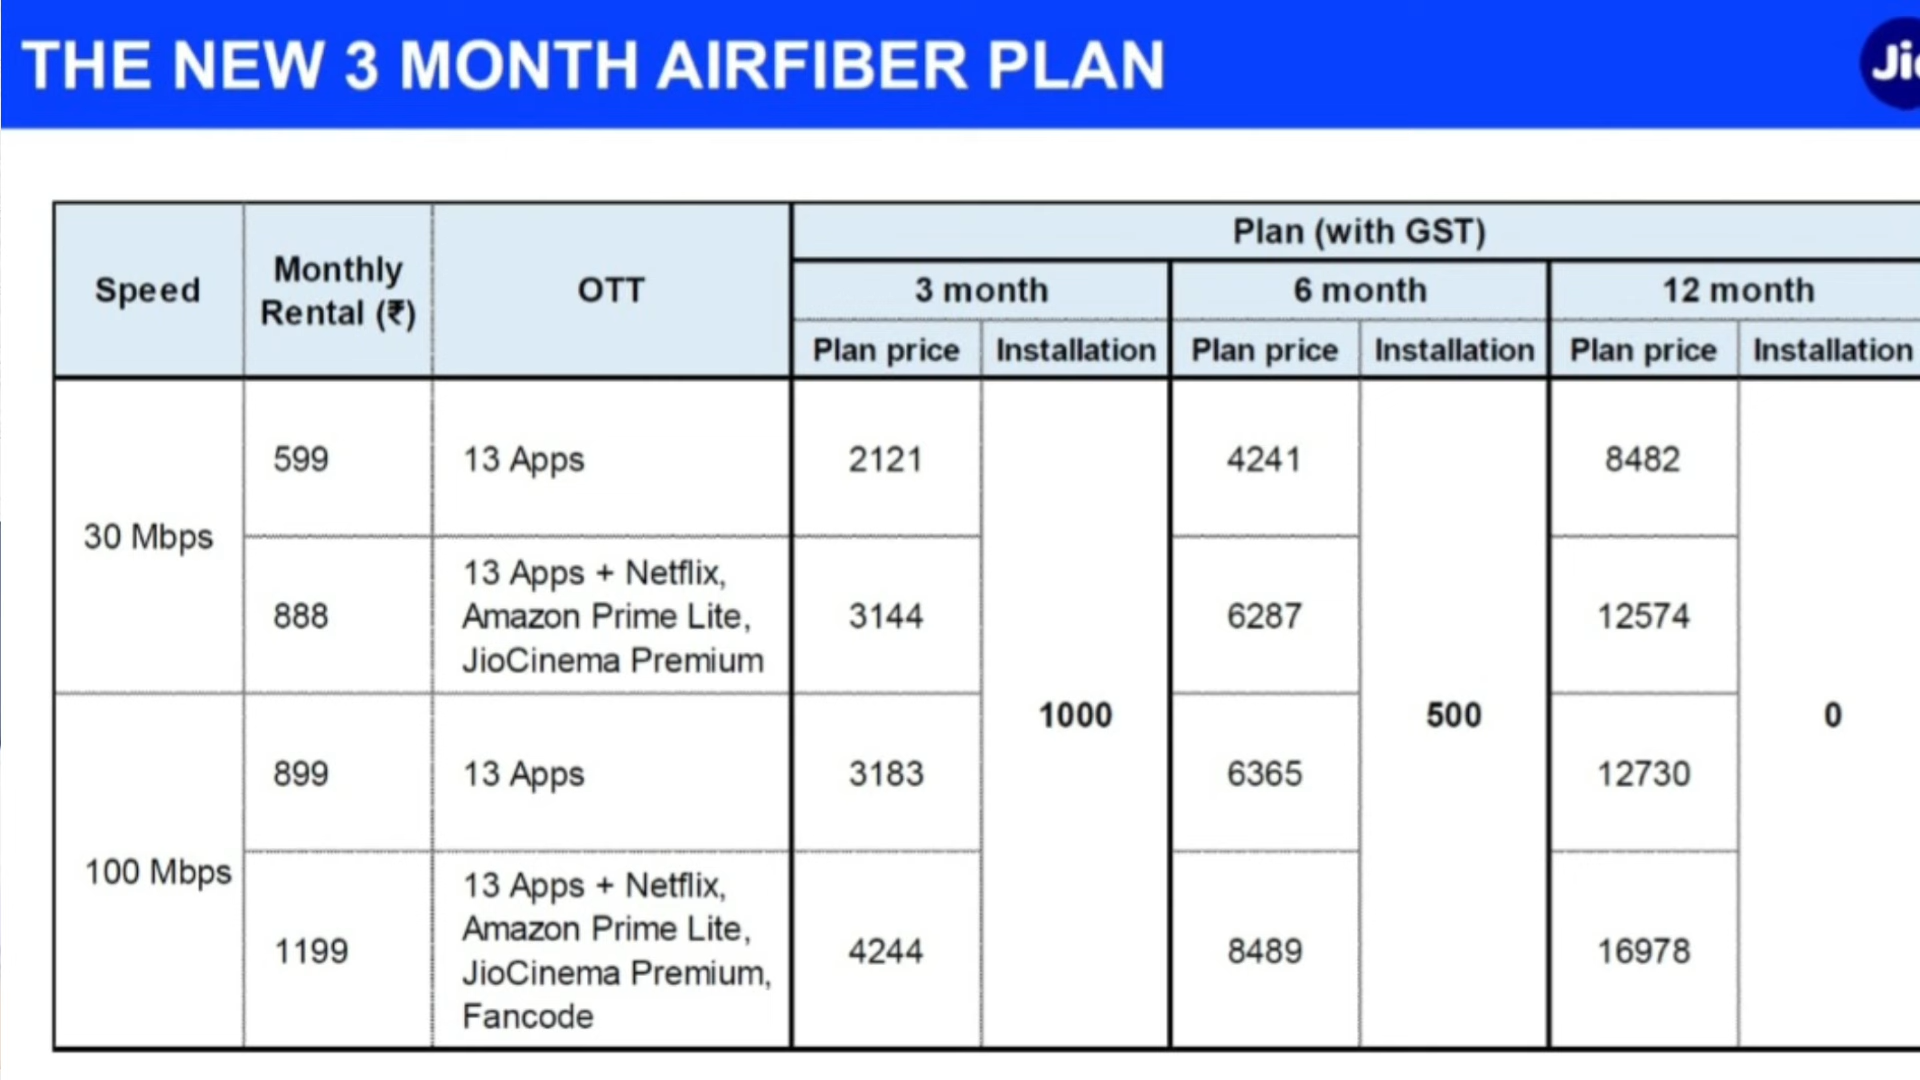 THE NEW 3 MONTH AIRFIBER PLAN
Speed
Monthly
Rental (₹)
OTT
Plan (with GST)
3 month
6 month
12 month
Plan price
Installation
Plan price
Installation
Plan price
Installation
30 Mbps
599
13 Apps
2121
4241
8482
888
13 Apps + Netflix,
Amazon Prime Lite,
JioCinema Premium
3144
6287
12574
1000
500
0
100 Mbps
899
13 Apps
3183
6365
12730
1199
13 Apps + Netflix,
Amazon Prime Lite,
JioCinema Premium,
Fancode
4244
8489
16978